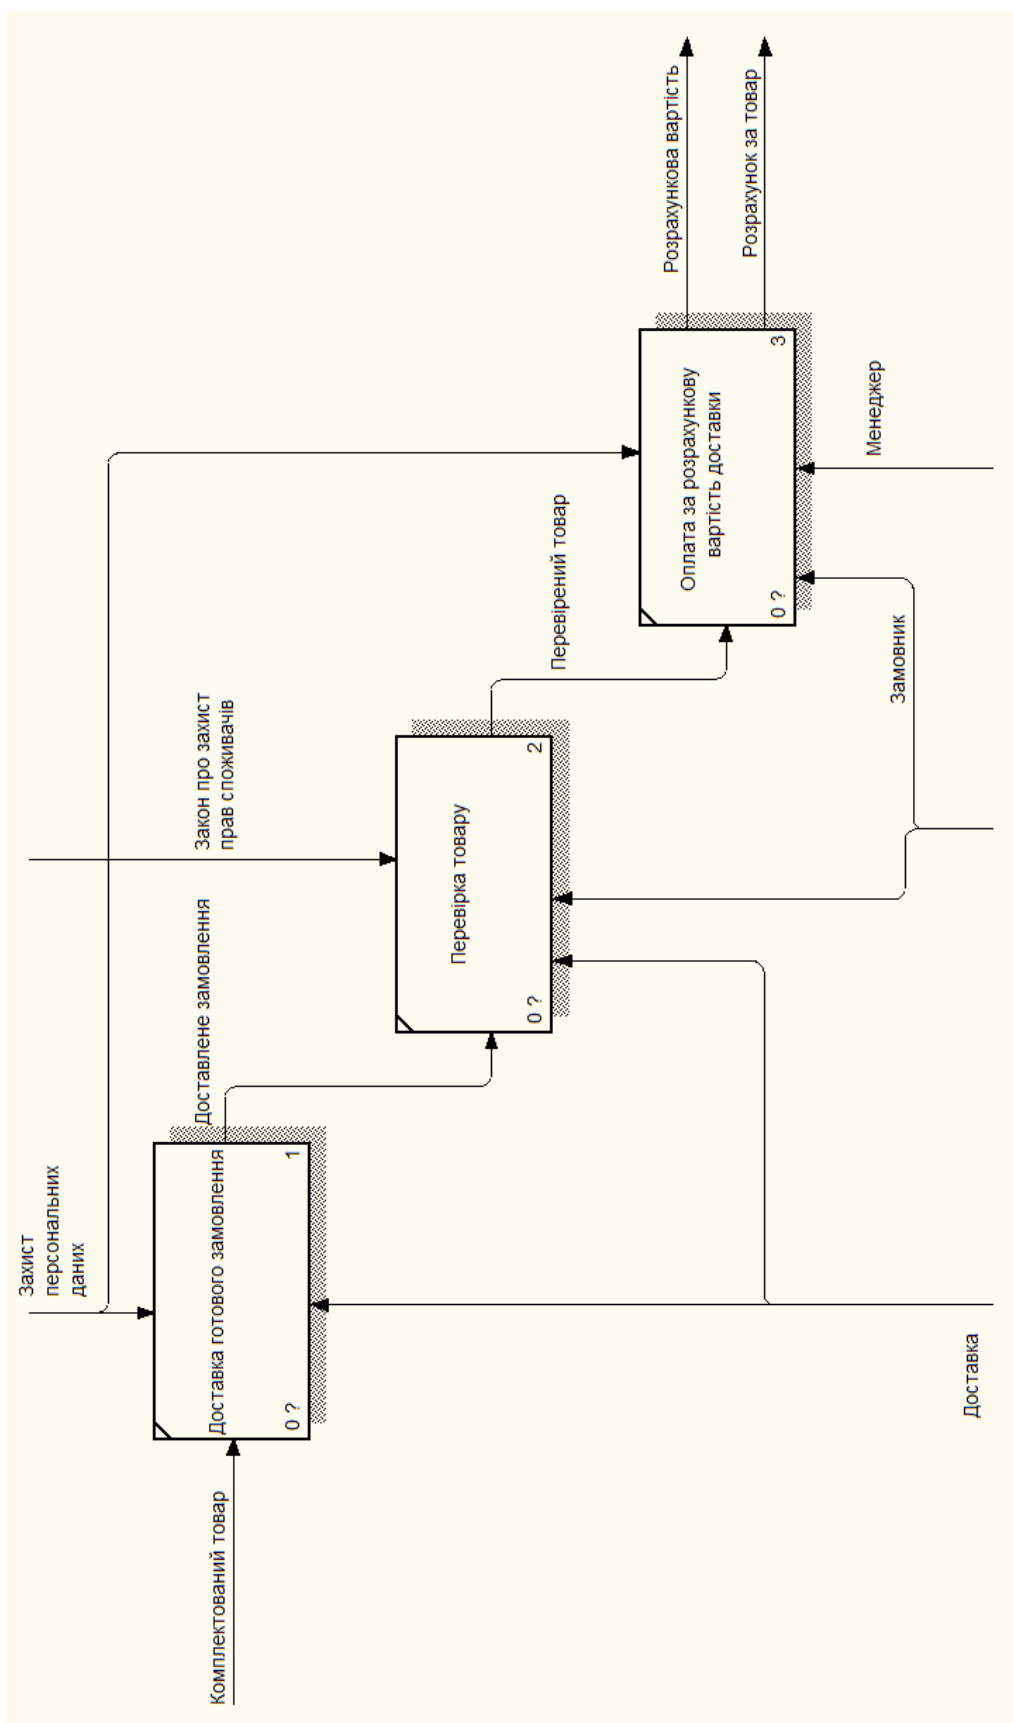 Захист
персональних
даних
Закон про захист
прав споживачів
Комплектований товар
Доставка готового замовлення
0 ?
1
Доставлене замовлення
Перевірка товару
0 ?
2
Перевірений товар
Оплата за розрахункову
вартість доставки
0 ?
3
Розрахункова вартість
Розрахунок за товар
Доставка
Замовник
Менеджер